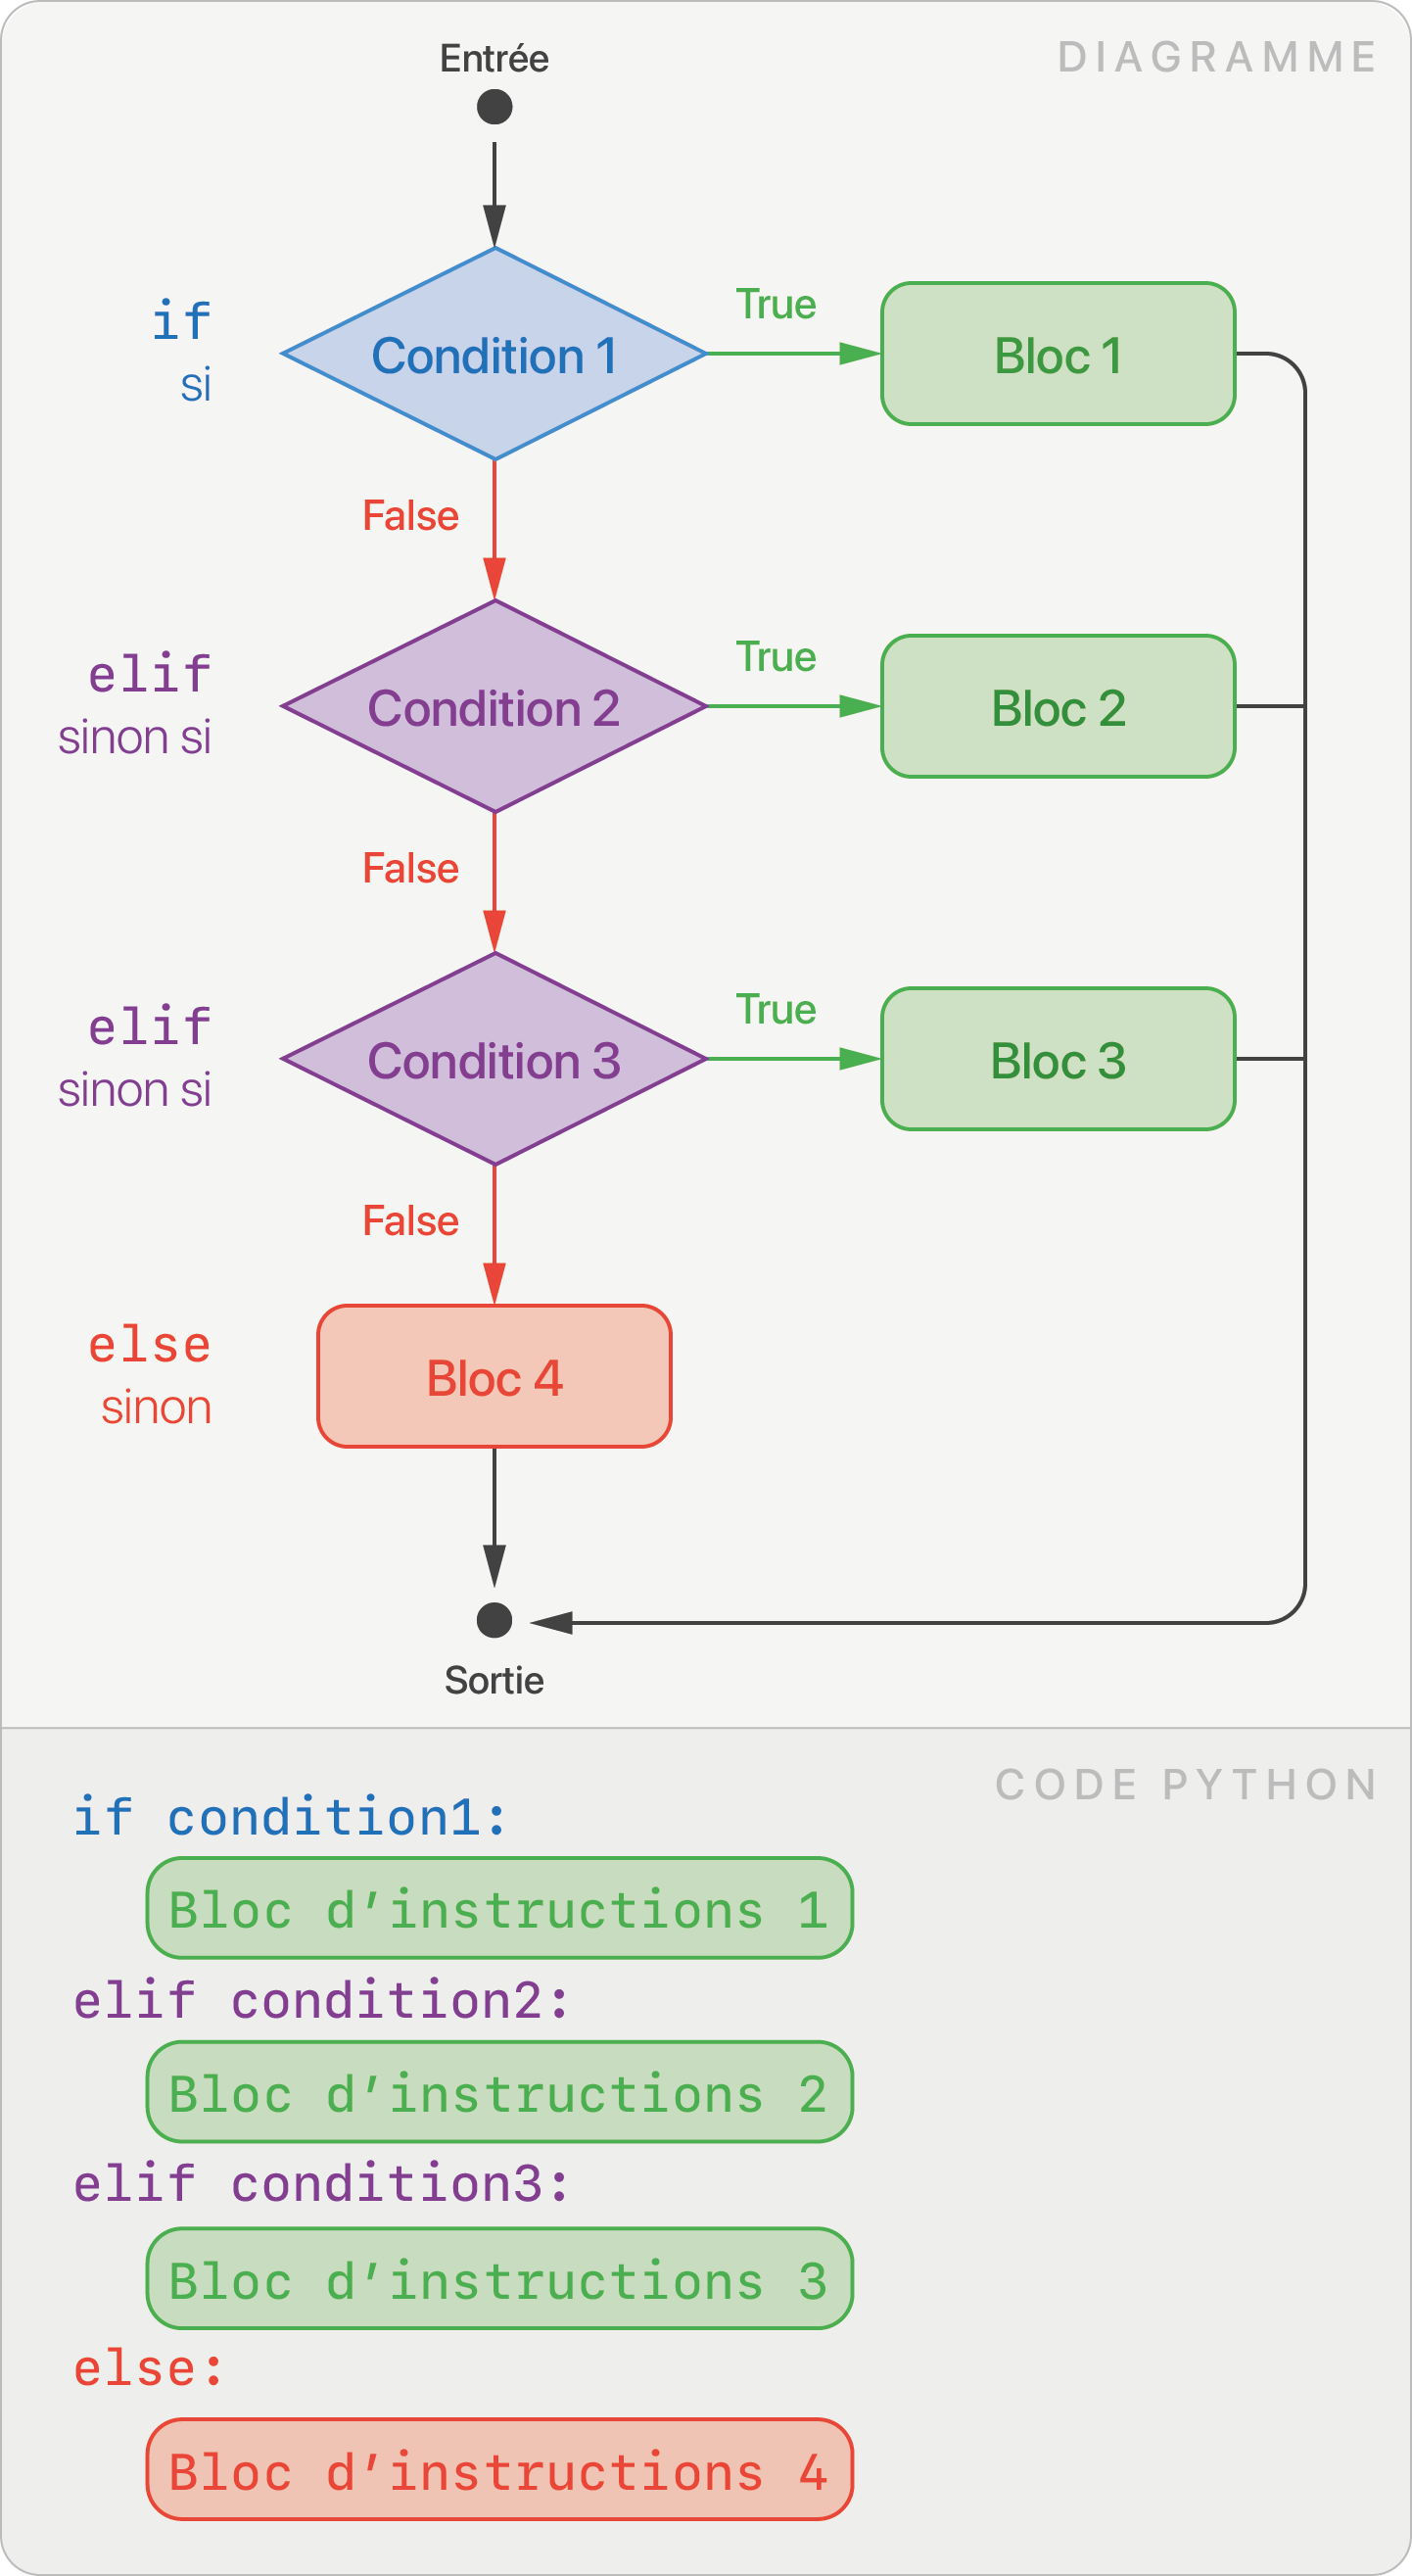 Entrée
DIAGRAMME
if
si
Condition 1
True
Bloc 1
False
elif
sinon si
Condition 2
True
Bloc 2
False
elif
sinon si
Condition 3
True
Bloc 3
False
else
sinon
Bloc 4
Sortie
CODE PYTHON
if condition1:
Bloc d’instructions 1
elif condition2:
Bloc d’instructions 2
elif condition3:
Bloc d’instructions 3
else:
Bloc d’instructions 4